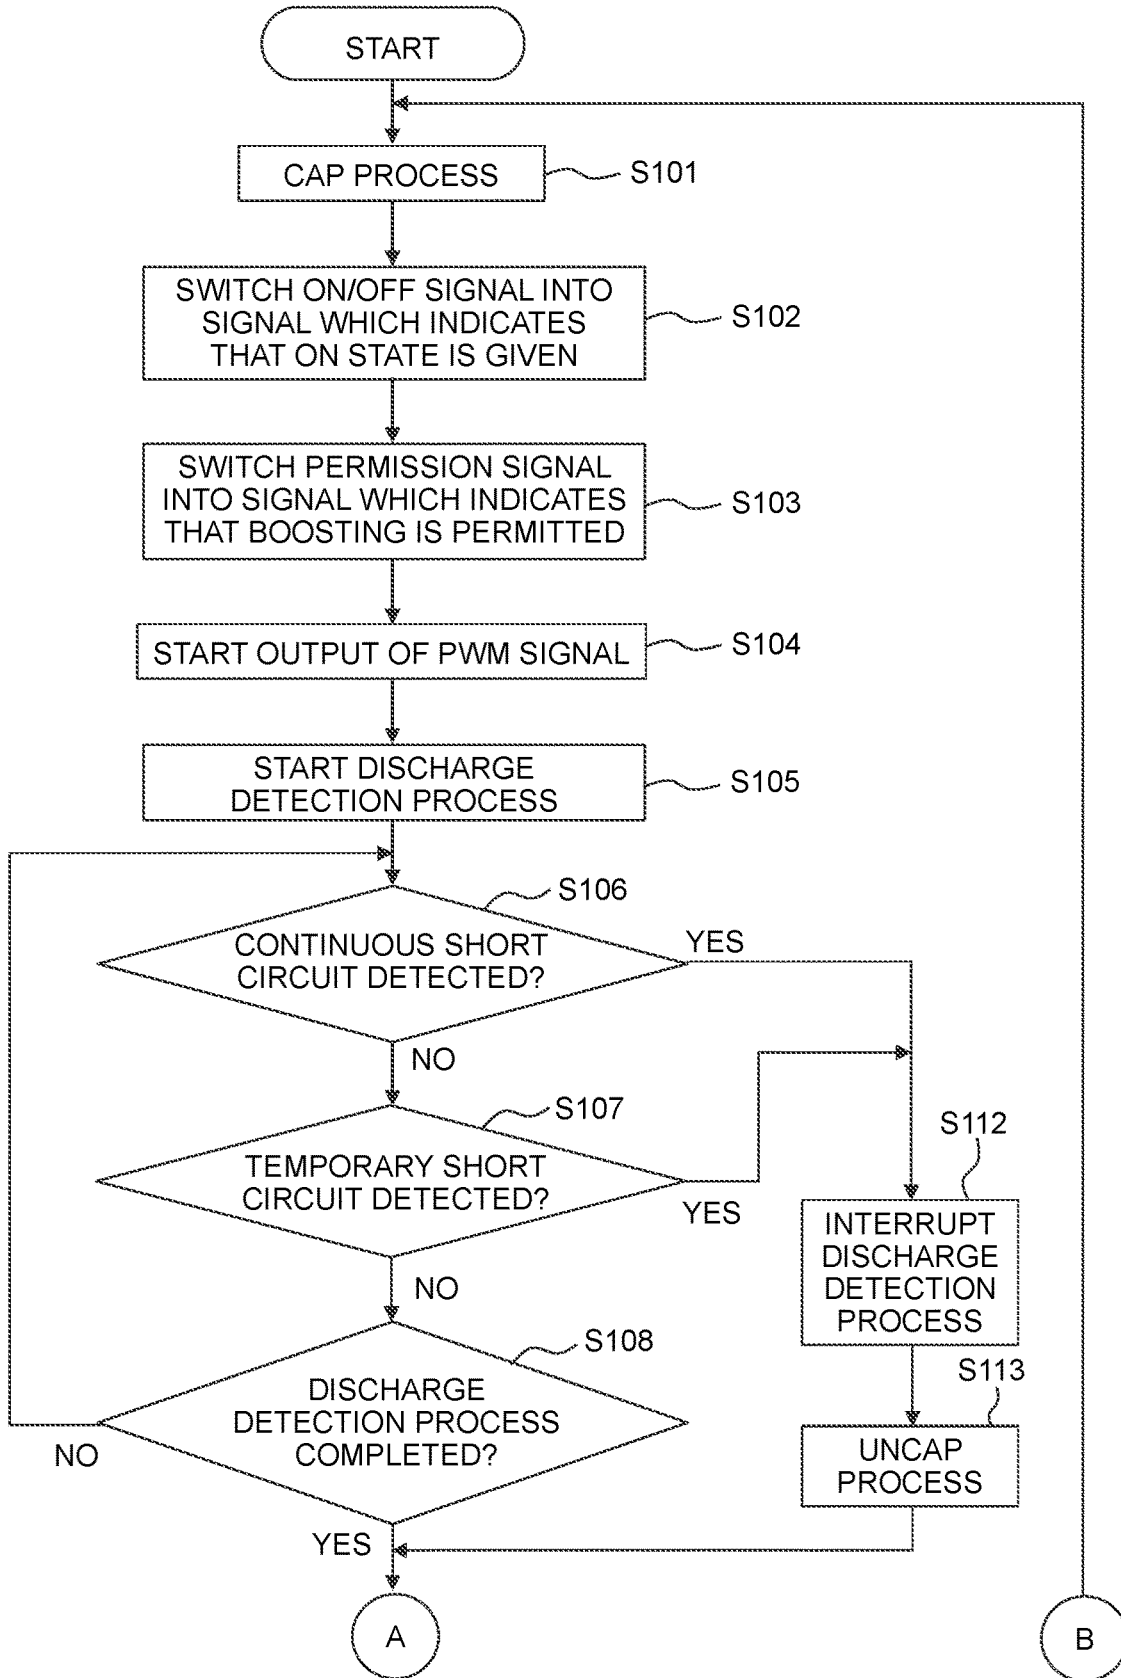 START
CAP PROCESS
S101
SWITCH ON/OFF SIGNAL INTO
SIGNAL WHICH INDICATES
THAT ON STATE IS GIVEN
S102
SWITCH PERMISSION SIGNAL
INTO SIGNAL WHICH INDICATES
THAT BOOSTING IS PERMITTED
S103
START OUTPUT OF PWM SIGNAL
S104
START DISCHARGE
DETECTION PROCESS
S105
S106
CONTINUOUS SHORT
CIRCUIT DETECTED?
YES
NO
S107
TEMPORARY SHORT
CIRCUIT DETECTED?
YES
NO
S112
INTERRUPT
DISCHARGE
DETECTION
PROCESS
S108
DISCHARGE
DETECTION PROCESS
COMPLETED?
NO
YES
S113
UNCAP
PROCESS
A
B